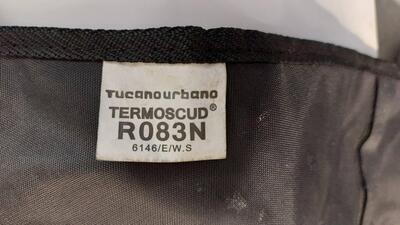 Tucanourbano
TERMOSCUD®
R083N
6146/E/W.S